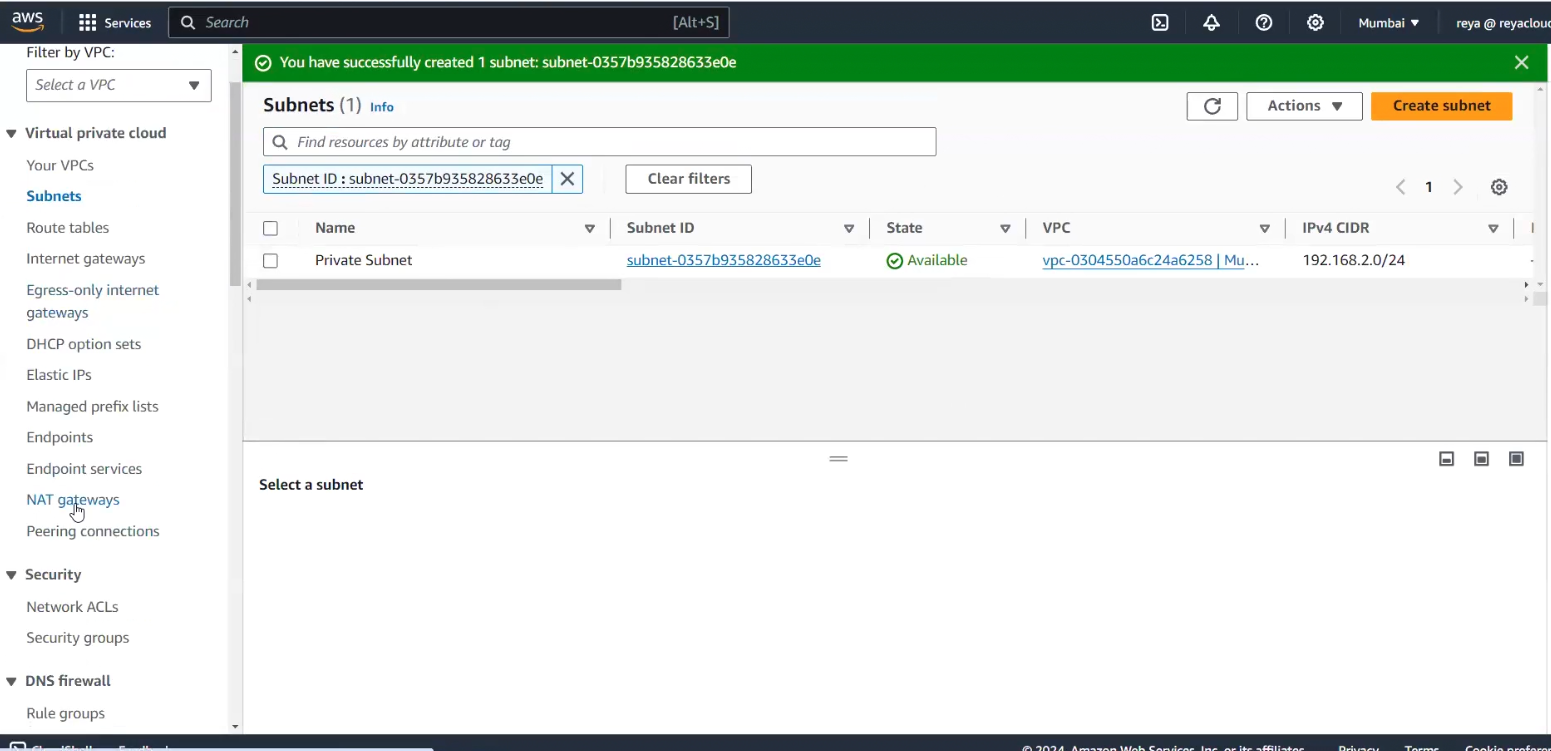 aws
Services
Search
[Alt+S]
Mumbai
reya @ reyaclou
Filter by VPC:
Select a VPC
Virtual private cloud
Your VPCs
Subnets
Route tables
Internet gateways
Egress-only internet
gateways
DHCP option sets
Elastic IPs
Managed prefix lists
Endpoints
Endpoint services
NAT gateways
Peering connections
Security
Network ACLs
Security groups
DNS firewall
Rule groups
You have successfully created 1 subnet: subnet-0357b935828633e0e
Subnets (1) Info
Actions
Create subnet
Find resources by attribute or tag
Subnet ID : subnet-0357b935828633e0e
Clear filters
1
Name Subnet ID State VPC IPv4 CIDR
Private Subnet subnet-0357b935828633e0e Available vpc-0304550a6c24a6258 | Mu... 192.168.2.0/24
Select a subnet
CloudShell Feedback
© 2024, Amazon Web Services, Inc. or its affiliates. Privacy Terms Cookie prefere